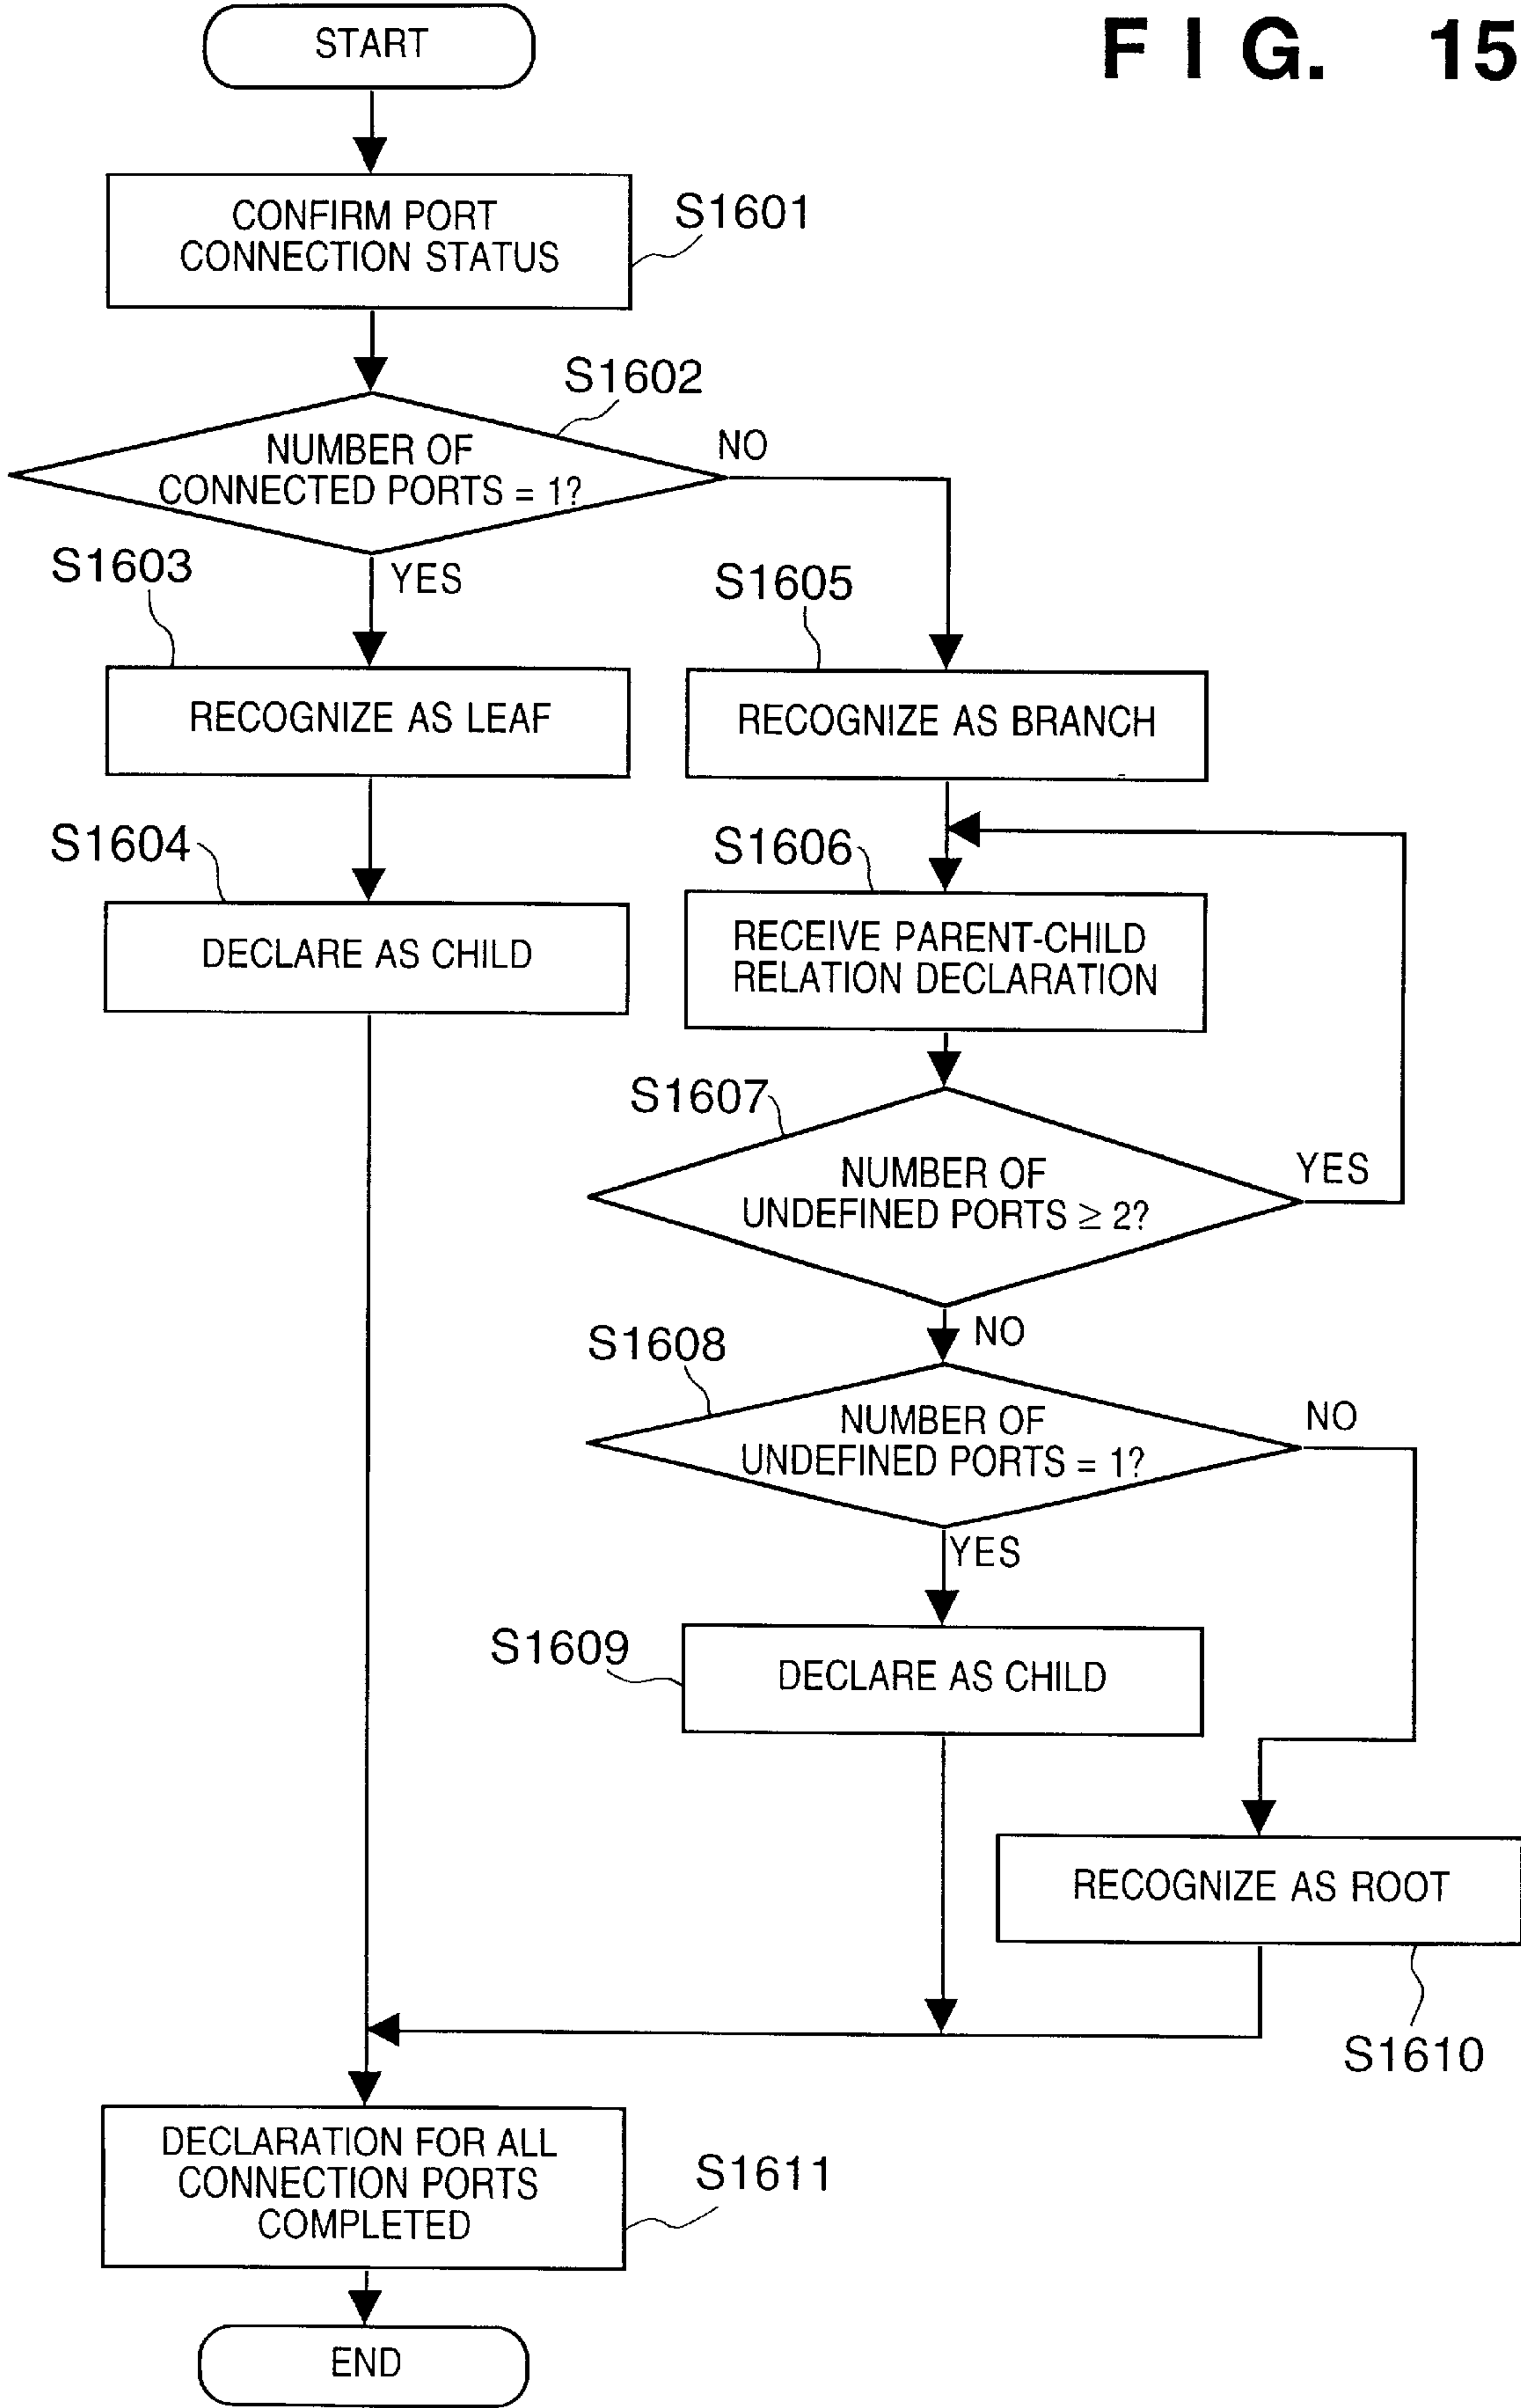 FIG. 15
START
CONFIRM PORT
CONNECTION STATUS
S1601
S1602
NUMBER OF
CONNECTED PORTS = 1?
NO
YES
S1603
RECOGNIZE AS LEAF
S1605
RECOGNIZE AS BRANCH
S1604
DECLARE AS CHILD
S1606
RECEIVE PARENT-CHILD
RELATION DECLARATION
S1607
NUMBER OF
UNDEFINED PORTS ≥ 2?
YES
NO
S1608
NUMBER OF
UNDEFINED PORTS = 1?
NO
YES
S1609
DECLARE AS CHILD
RECOGNIZE AS ROOT
S1610
DECLARATION FOR ALL
CONNECTION PORTS
COMPLETED
S1611
END